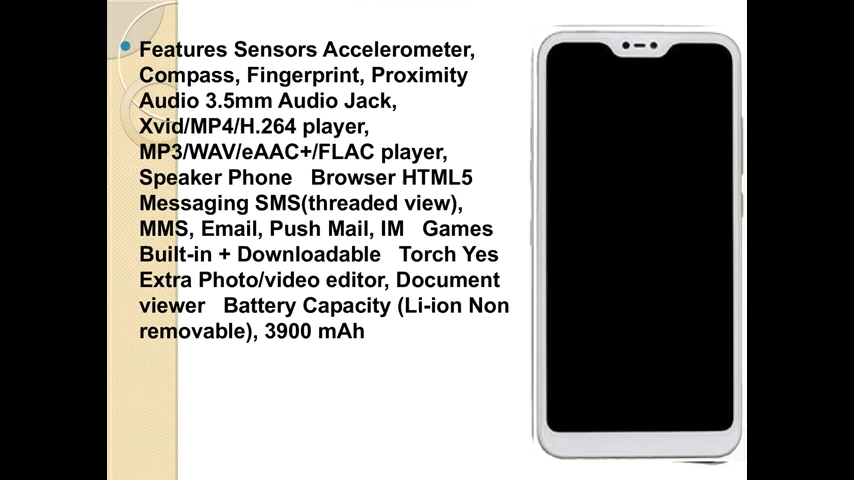 Features Sensors Accelerometer,
Compass, Fingerprint, Proximity
Audio 3.5mm Audio Jack,
Xvid/MP4/H.264 player,
MP3/WAV/eAAC+/FLAC player,
Speaker Phone   Browser HTML5
Messaging SMS(threaded view),
MMS, Email, Push Mail, IM   Games
Built-in + Downloadable   Torch Yes
Extra Photo/video editor, Document
viewer   Battery Capacity (Li-ion Non
removable), 3900 mAh